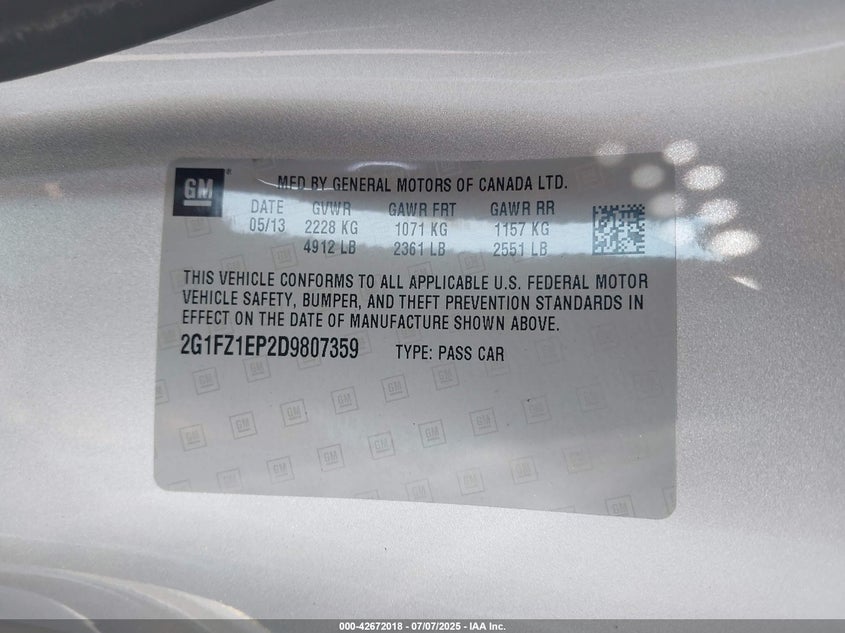 GM ® MFD BY GENERAL MOTORS OF CANADA LTD.
DATE GVWR GAWR FRT GAWR RR
05/13 2228 KG 1071 KG 1157 KG
4912 LB 2361 LB 2551 LB
THIS VEHICLE CONFORMS TO ALL APPLICABLE U.S. FEDERAL MOTOR
VEHICLE SAFETY, BUMPER, AND THEFT PREVENTION STANDARDS IN
EFFECT ON THE DATE OF MANUFACTURE SHOWN ABOVE.
2G1FZ1EP2D9807359 TYPE: PASS CAR
000-42672018 - 07/07/2025 - IAA Inc.